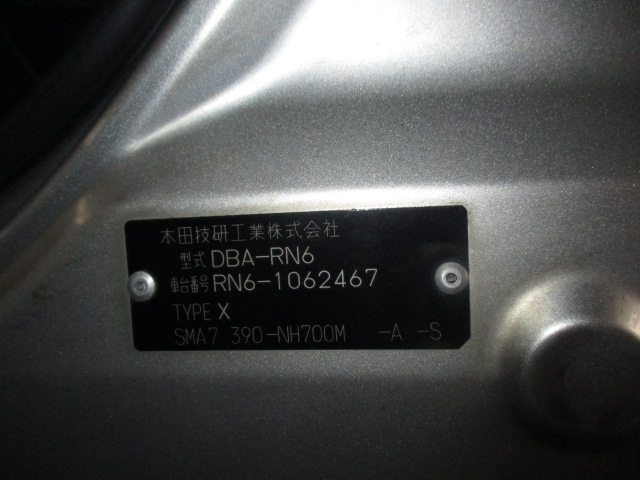 本田技研工業株式会社
型式 DBA-RN6
車台番号 RN6-1062467
TYPE X
SMA7 390-NH700M -A -S